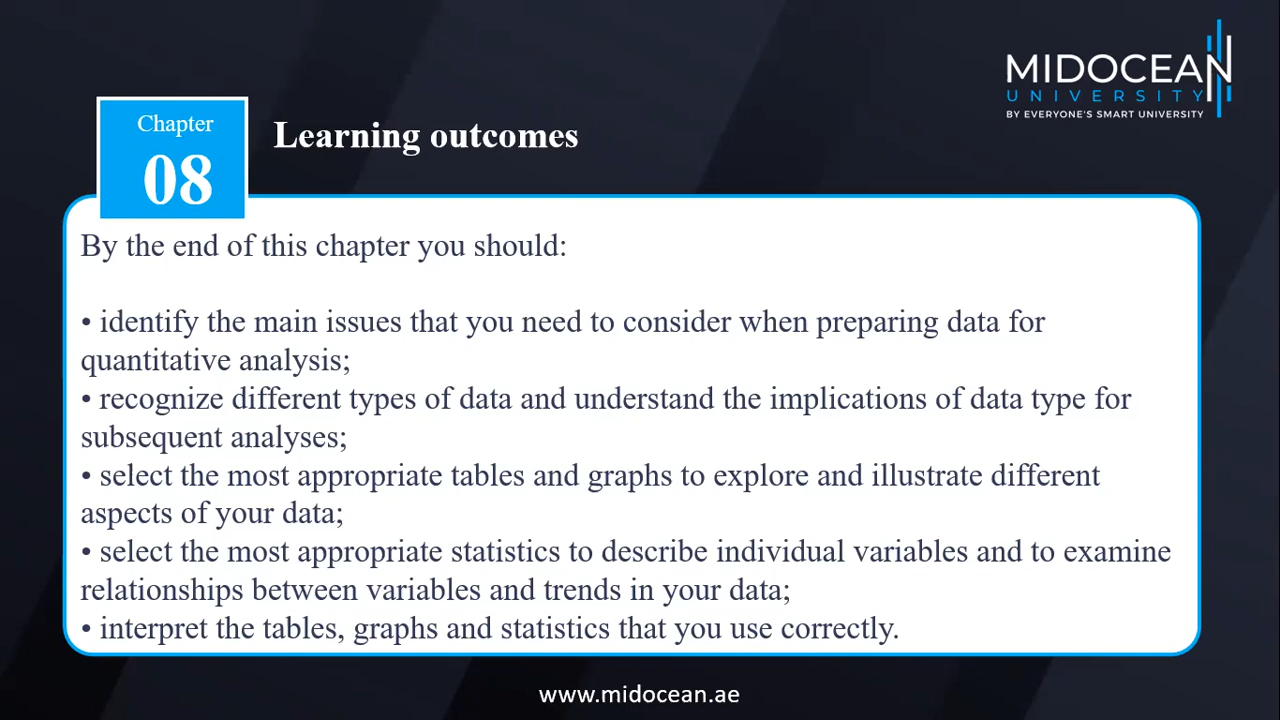 MIDOCEAN
UNIVERSITY
BY EVERYONE'S SMART UNIVERSITY
Chapter
08
Learning outcomes
By the end of this chapter you should:
• identify the main issues that you need to consider when preparing data for
quantitative analysis;
• recognize different types of data and understand the implications of data type for
subsequent analyses;
• select the most appropriate tables and graphs to explore and illustrate different
aspects of your data;
• select the most appropriate statistics to describe individual variables and to examine
relationships between variables and trends in your data;
• interpret the tables, graphs and statistics that you use correctly.
www.midocean.ae